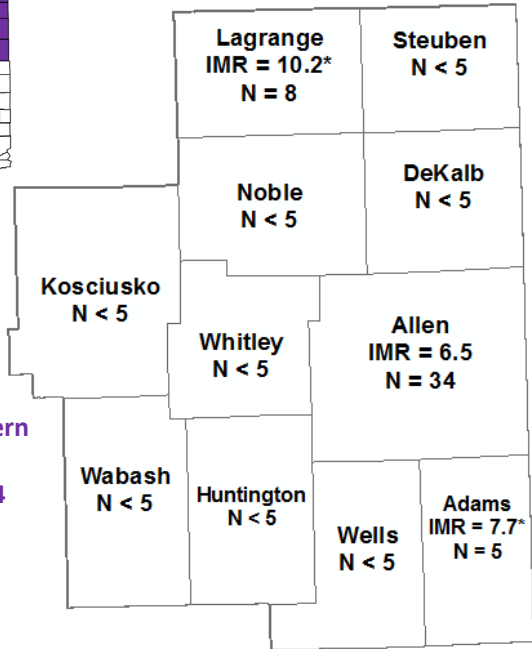 Lagrange
IMR = 10.2*
N = 8
Steuben
N < 5
Noble
N < 5
DeKalb
N < 5
Kosciusko
N < 5
Whitley
N < 5
Allen
IMR = 6.5
N = 34
ern
4
Wabash
N < 5
Huntington
N < 5
Wells
N < 5
Adams
IMR = 7.7*
N = 5